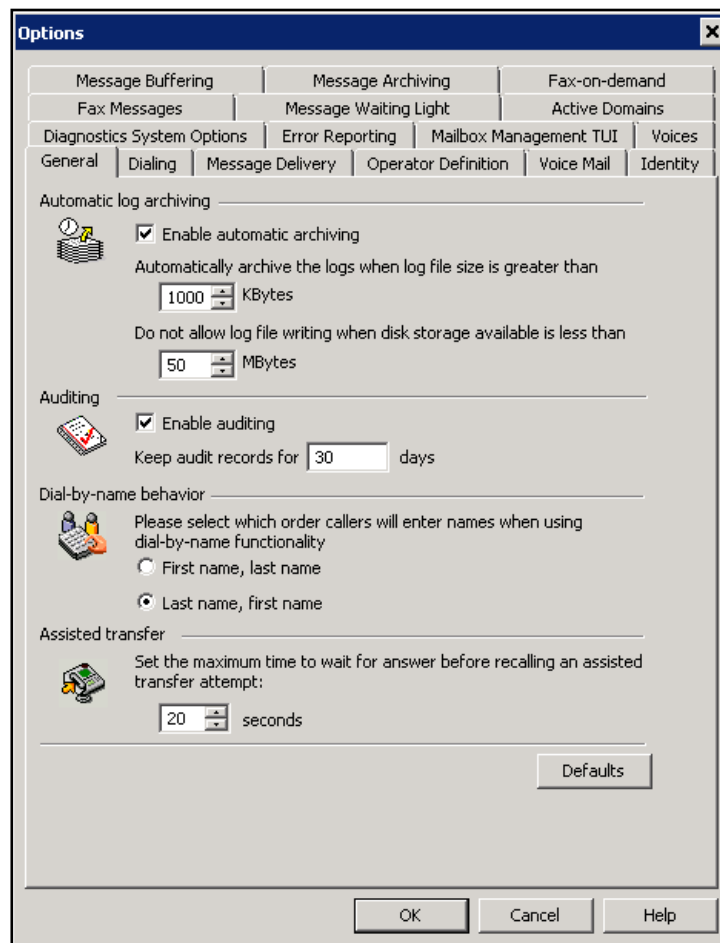 Options
Message Buffering
Message Archiving
Fax-on-demand
Fax Messages
Message Waiting Light
Active Domains
Diagnostics System Options
Error Reporting
Mailbox Management TUI
Voices
General
Dialing
Message Delivery
Operator Definition
Voice Mail
Identity
Automatic log archiving
Enable automatic archiving
Automatically archive the logs when log file size is greater than
1000 KBytes
Do not allow log file writing when disk storage available is less than
50 MBytes
Auditing
Enable auditing
Keep audit records for 30 days
Dial-by-name behavior
Please select which order callers will enter names when using
dial-by-name functionality
First name, last name
Last name, first name
Assisted transfer
Set the maximum time to wait for answer before recalling an assisted
transfer attempt:
20 seconds
Defaults
OK
Cancel
Help